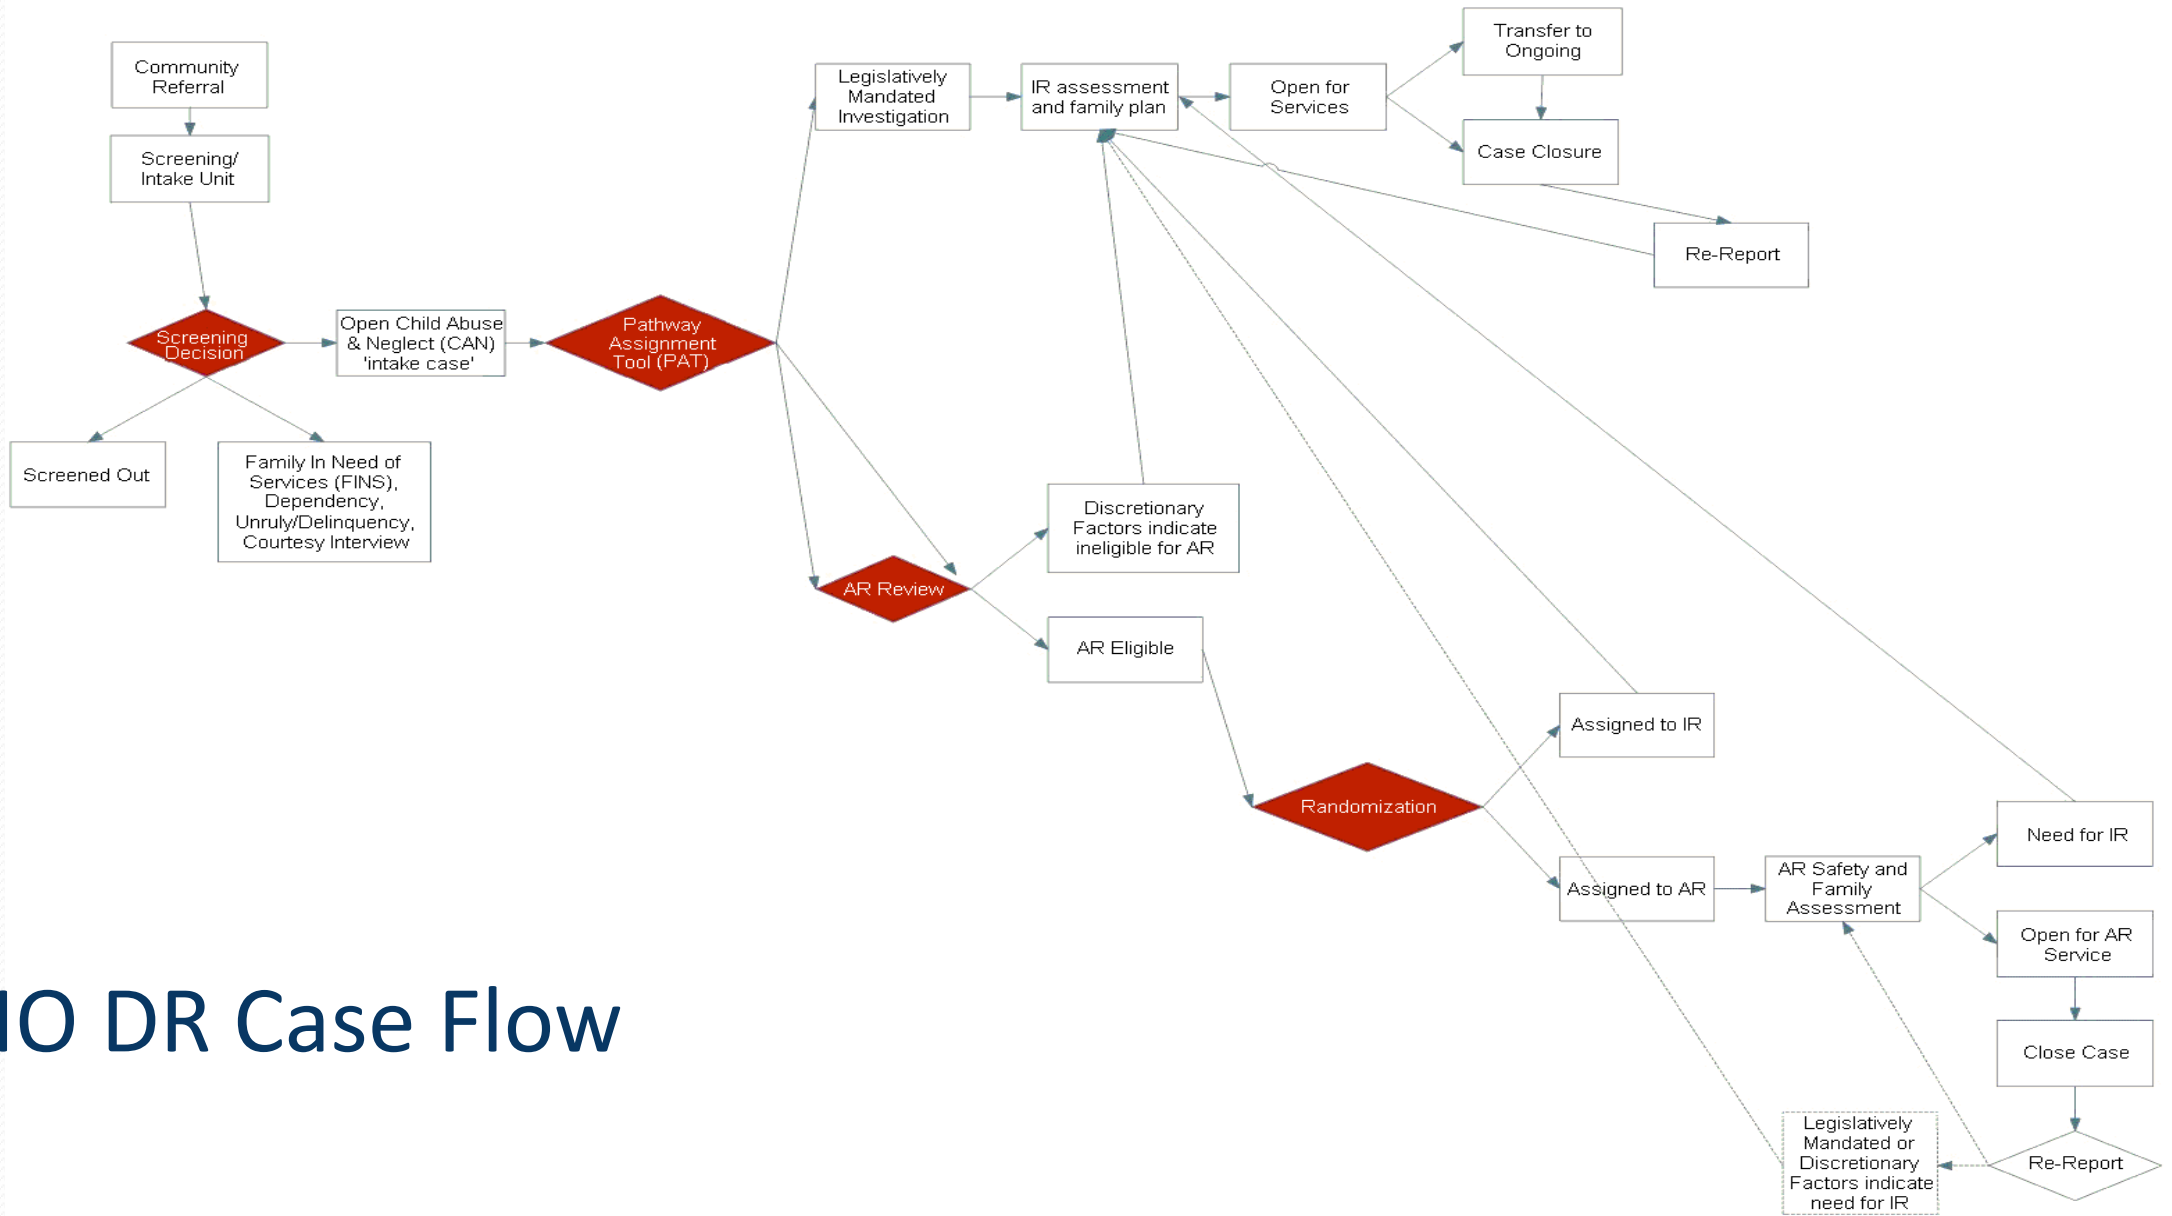 Community
Referral
Screening/
Intake Unit
Screening
Decision
Screened Out
Family In Need of
Services (FINS),
Dependency,
Unruly/Delinquency,
Courtesy Interview
Open Child Abuse
& Neglect (CAN)
'intake case'
Pathway
Assignment
Tool (PAT)
Legislatively
Mandated
Investigation
IR assessment
and family plan
Open for
Services
Transfer to
Ongoing
Case Closure
Re-Report
AR Review
Discretionary
Factors indicate
ineligible for AR
AR Eligible
Randomization
Assigned to IR
Assigned to AR
AR Safety and
Family
Assessment
Need for IR
Open for AR
Service
Close Case
Re-Report
Legislatively
Mandated or
Discretionary
Factors indicate
need for IR
IO DR Case Flow